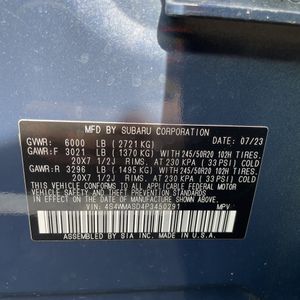 MFD. BY SUBARU CORPORATION DATE: 07/23
GVWR: 6000 LB (2721 KG)
GAWR:F 3021 LB (1370 KG) WITH 245/50R20 102H TIRES.
20X7 1/2J RIMS. AT 230 KPA (33 PSI) COLD
GAWR:R 3296 LB (1495 KG) WITH 245/50R20 102H TIRES.
20X7 1/2J RIMS. AT 230 KPA (33 PSI) COLD
THIS VEHICLE CONFORMS TO ALL APPLICABLE FEDERAL MOTOR
VEHICLE SAFETY STANDARDS
IN EFFECT ON THE DATE OF MANUFACTURE SHOWN ABOVE.
VIN: 4S4WMASD4P3450291 MPV
ASSEMBLED BY SIA INC. MADE IN U.S.A.